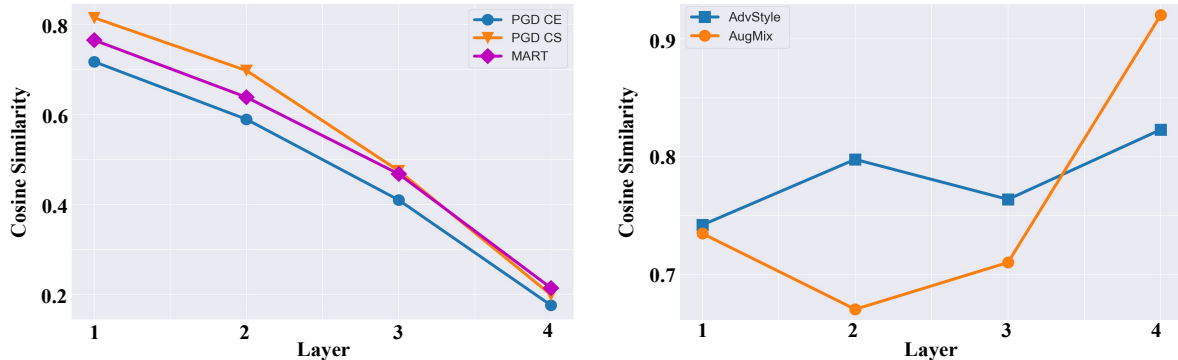 Cosine Similarity
0.8
0.6
0.4
0.2
PGD CE
PGD CS
MART
1 2 3 4
Layer
Cosine Similarity
0.9
0.8
0.7
AdvStyle
AugMix
1 2 3 4
Layer